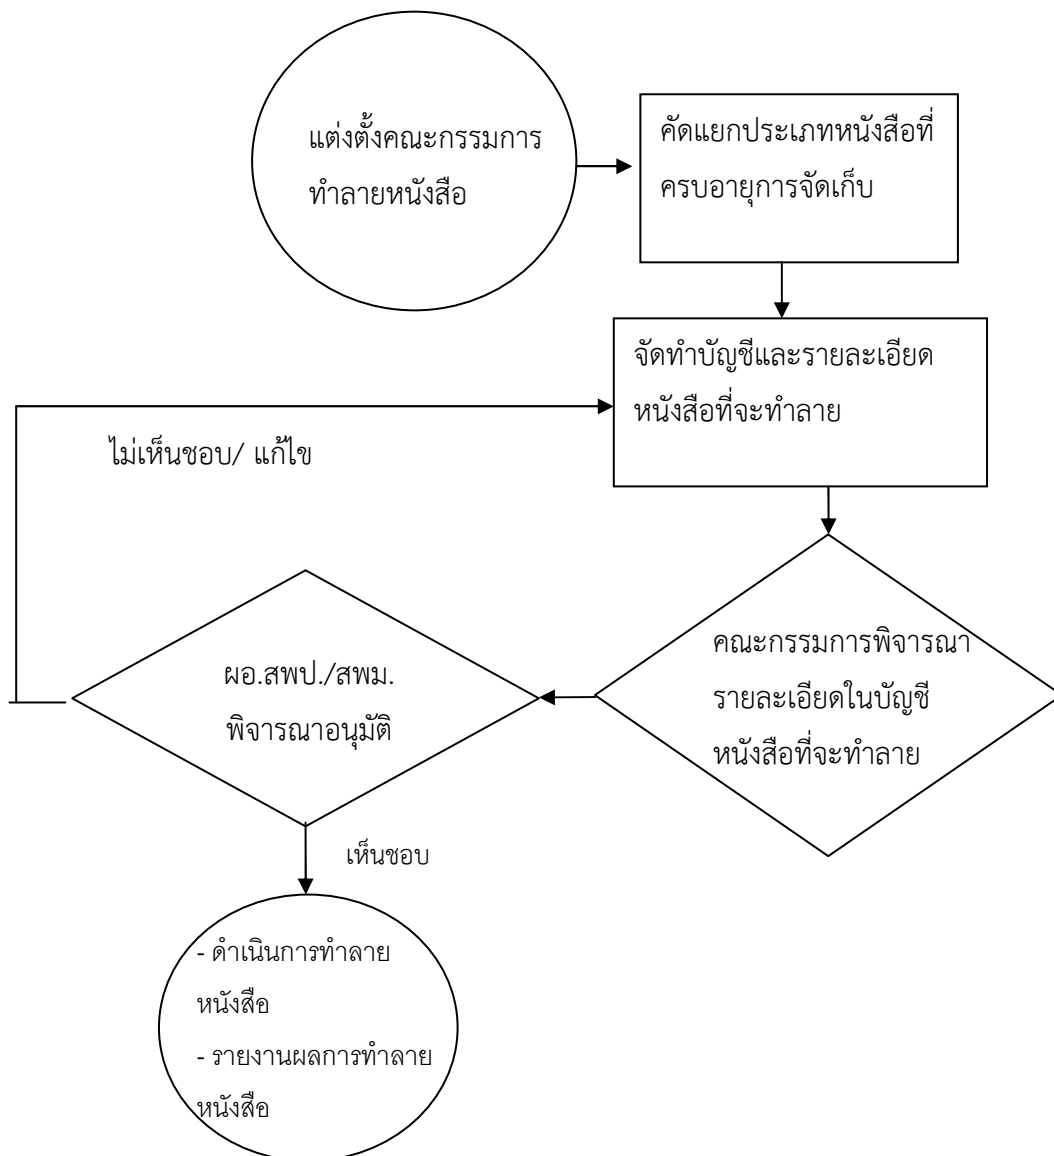 แต่งตั้งคณะกรรมการ
ทำลายหนังสือ
คัดแยกประเภทหนังสือที่
ครบอายุการจัดเก็บ
จัดทำบัญชีและรายละเอียด
หนังสือที่จะทำลาย
ไม่เห็นชอบ/ แก้ไข
คณะกรรมการพิจารณา
รายละเอียดในบัญชี
หนังสือที่จะทำลาย
ผอ.สพป./สพม.
พิจารณาอนุมัติ
เห็นชอบ
- ดำเนินการทำลาย
หนังสือ
- รายงานผลการทำลาย
หนังสือ